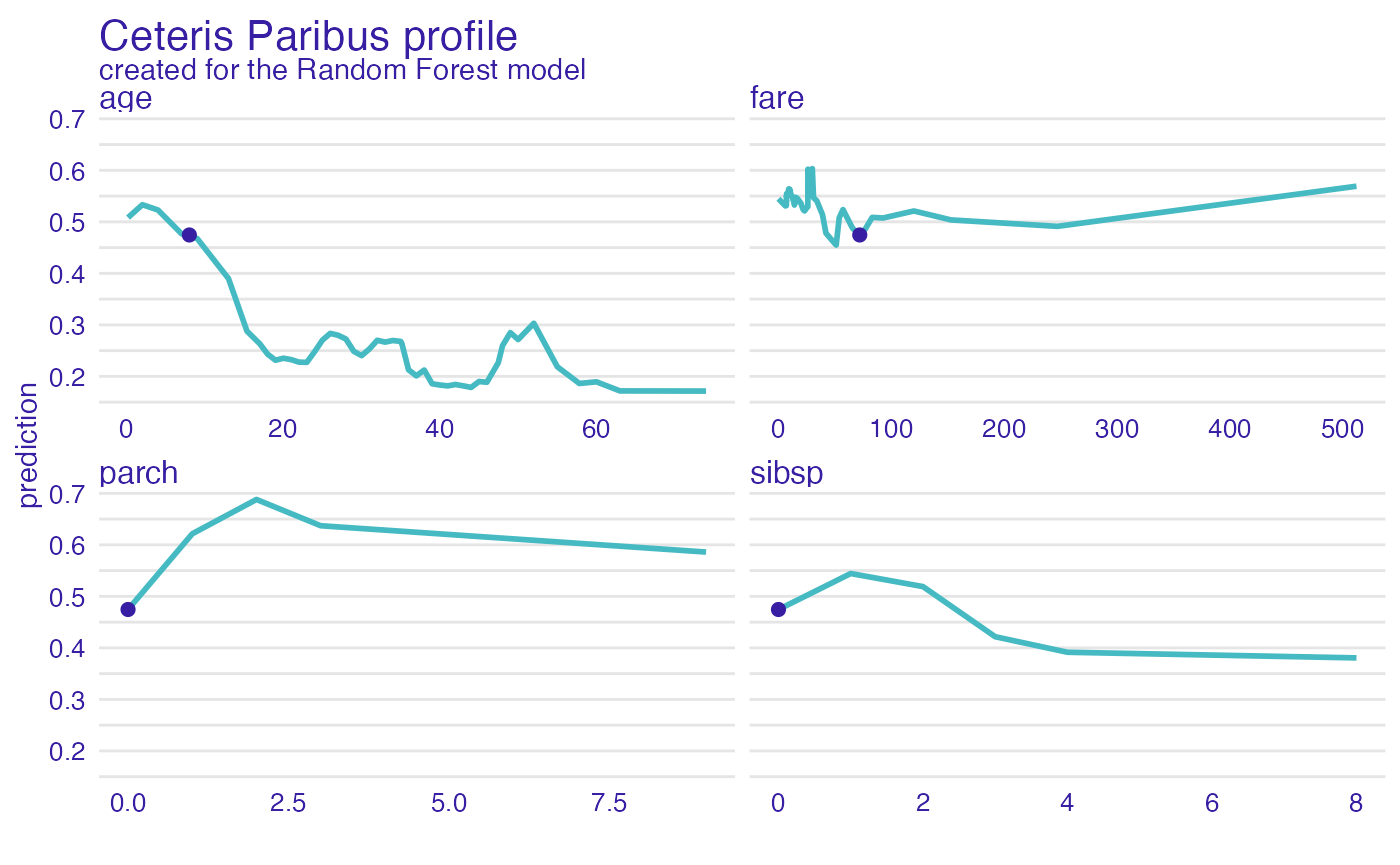 Ceteris Paribus profile
created for the Random Forest model
age
fare
0.7
0.6
0.5
0.4
0.3
0.2
0 20 40 60
0 100 200 300 400 500
prediction
parch
sibsp
0.7
0.6
0.5
0.4
0.3
0.2
0.0 2.5 5.0 7.5
0 2 4 6 8